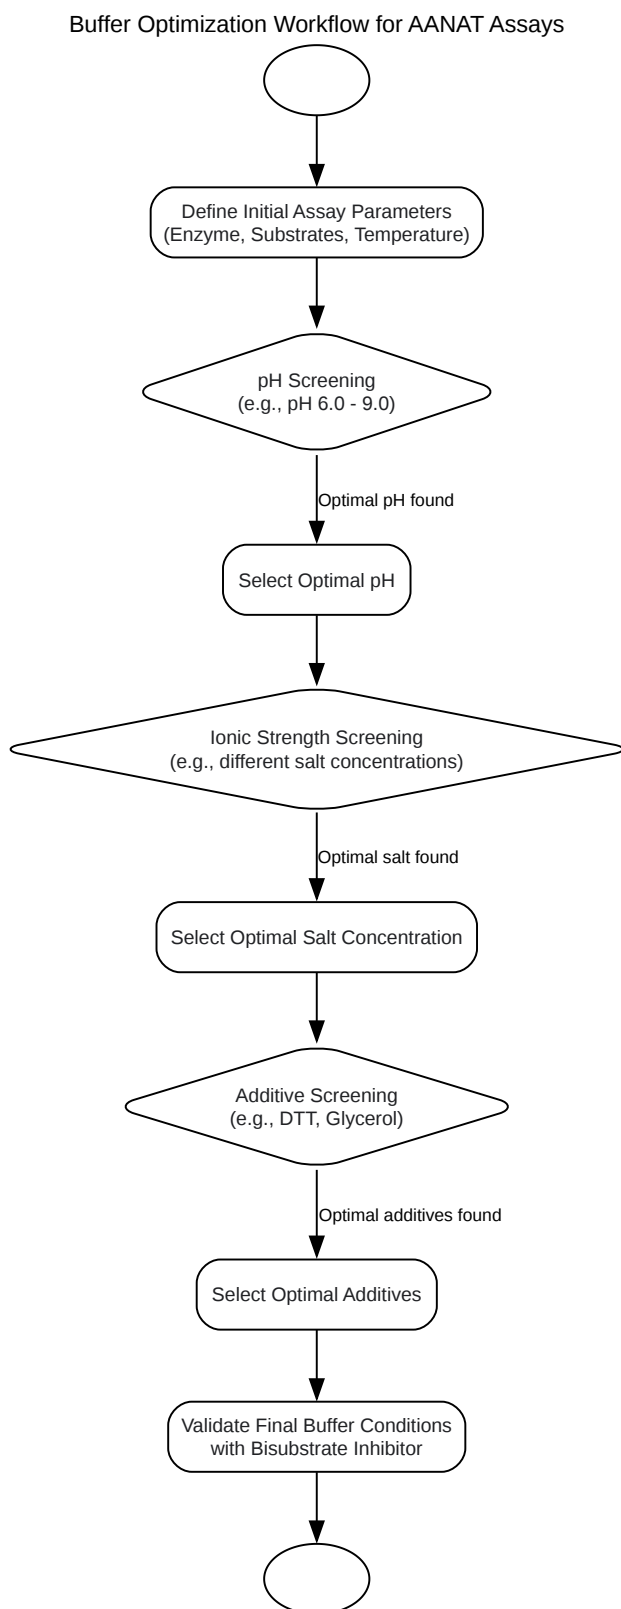 Buffer Optimization Workflow for AANAT Assays
Define Initial Assay Parameters
(Enzyme, Substrates, Temperature)
pH Screening
(e.g., pH 6.0 - 9.0)
Optimal pH found
Select Optimal pH
Ionic Strength Screening
(e.g., different salt concentrations)
Optimal salt found
Select Optimal Salt Concentration
Additive Screening
(e.g., DTT, Glycerol)
Optimal additives found
Select Optimal Additives
Validate Final Buffer Conditions
with Bisubstrate Inhibitor